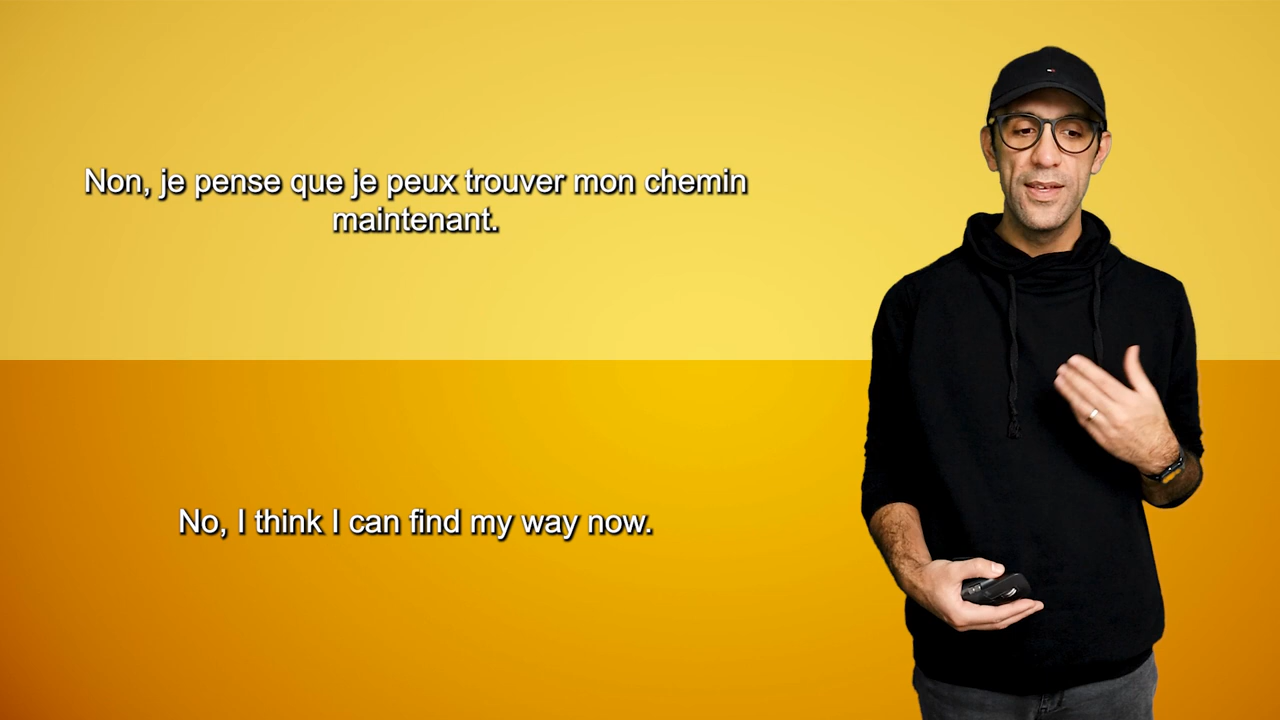 Non, je pense que je peux trouver mon chemin
maintenant.
No, I think I can find my way now.